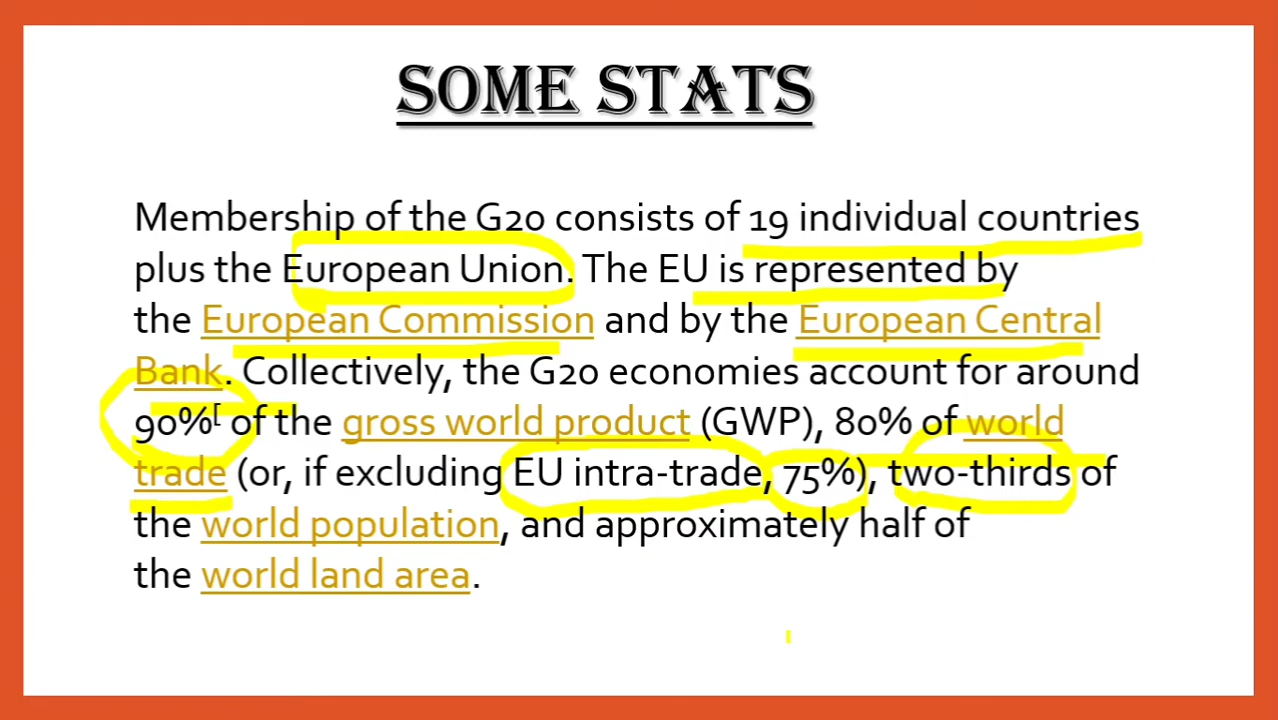 SOME STATS
Membership of the G20 consists of 19 individual countries
plus the European Union. The EU is represented by
the European Commission and by the European Central
Bank. Collectively, the G20 economies account for around
90%[ of the gross world product (GWP), 80% of world
trade (or, if excluding EU intra-trade, 75%), two-thirds of
the world population, and approximately half of
the world land area.